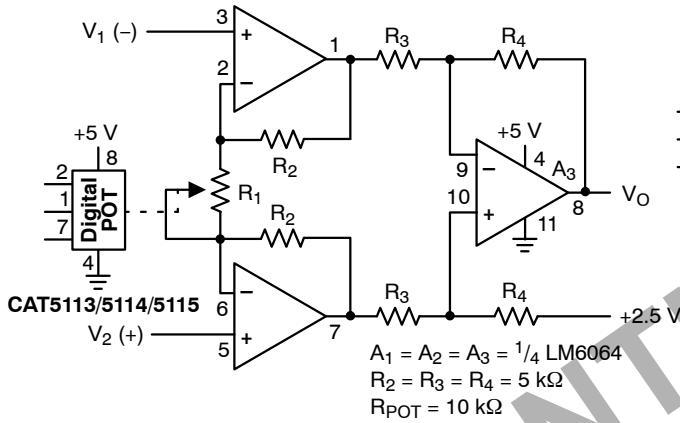 V1 (−)
3
+
1
2
−
R3
R4
+5 V
8
R2
+5 V
4
A3
9
−
2
1
7
Digital
POT
R1
10
+
8
VO
11
R2
4
CAT5113/5114/5115
−
6
7
R3
R4
+2.5 V
V2 (+)
5
+
A1 = A2 = A3 = 1/4 LM6064
R2 = R3 = R4 = 5 kΩ
RPOT = 10 kΩ